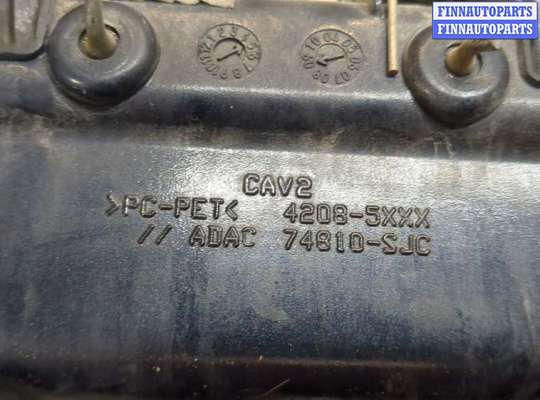 FINNAUTOPARTS
FINNAUTOPARTS
CAV2
>PC-PET< 4208-5XXX
// ADAC 74810-SJC